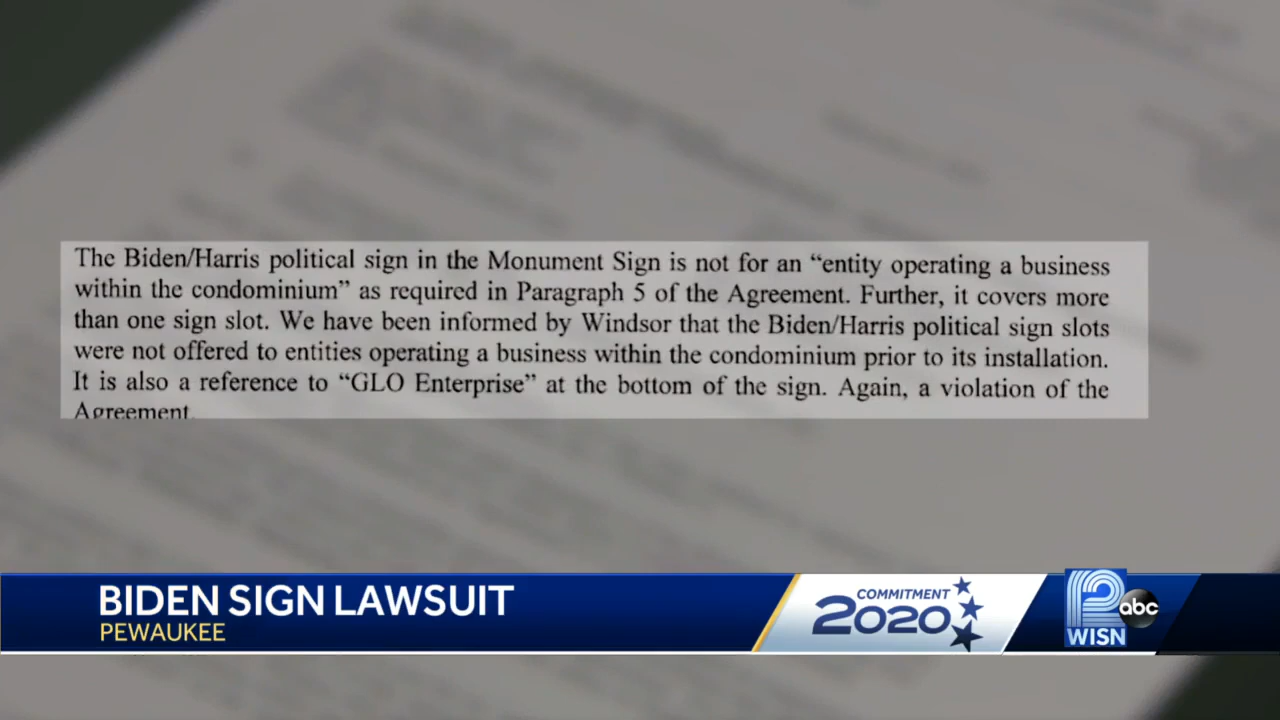 The Biden/Harris political sign in the Monument Sign is not for an “entity operating a business
within the condominium” as required in Paragraph 5 of the Agreement. Further, it covers more
than one sign slot. We have been informed by Windsor that the Biden/Harris political sign slots
were not offered to entities operating a business within the condominium prior to its installation.
It is also a reference to “GLO Enterprise” at the bottom of the sign. Again, a violation of the
Agreement.
BIDEN SIGN LAWSUIT
PEWAUKEE
COMMITMENT
2020
12
abc
WISN